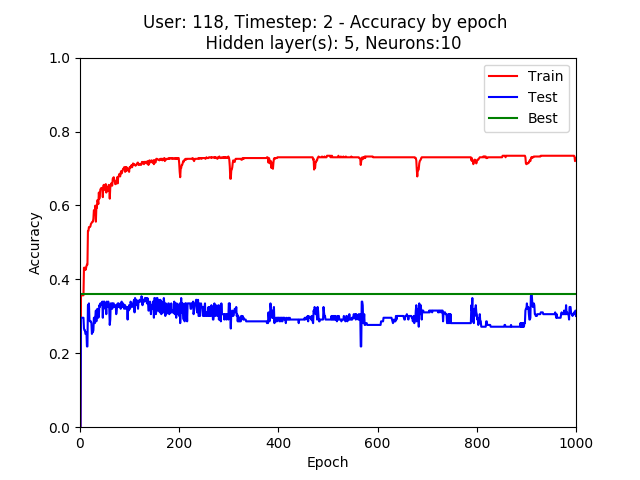 User: 118, Timestep: 2 - Accuracy by epoch
Hidden layer(s): 5, Neurons:10
1.0
0.8
0.6
0.4
0.2
0.0
Accuracy
Train
Test
Best
0 200 400 600 800 1000
Epoch